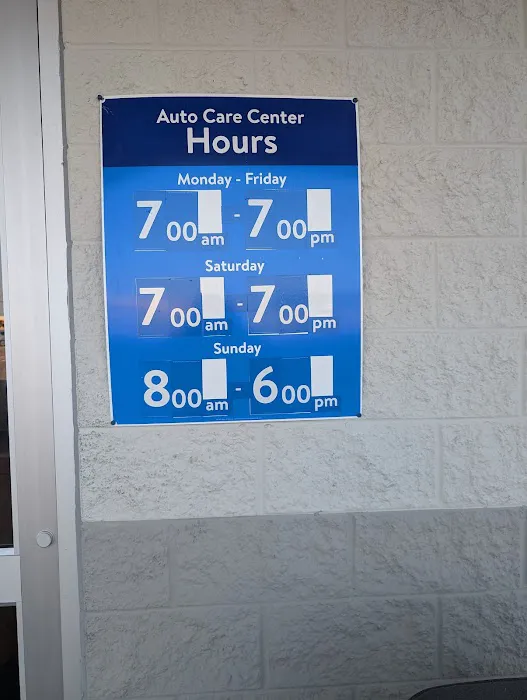 Auto Care Center
Hours
Monday - Friday
7 00 am - 7 00 pm
Saturday
7 00 am - 7 00 pm
Sunday
8 00 am - 6 00 pm